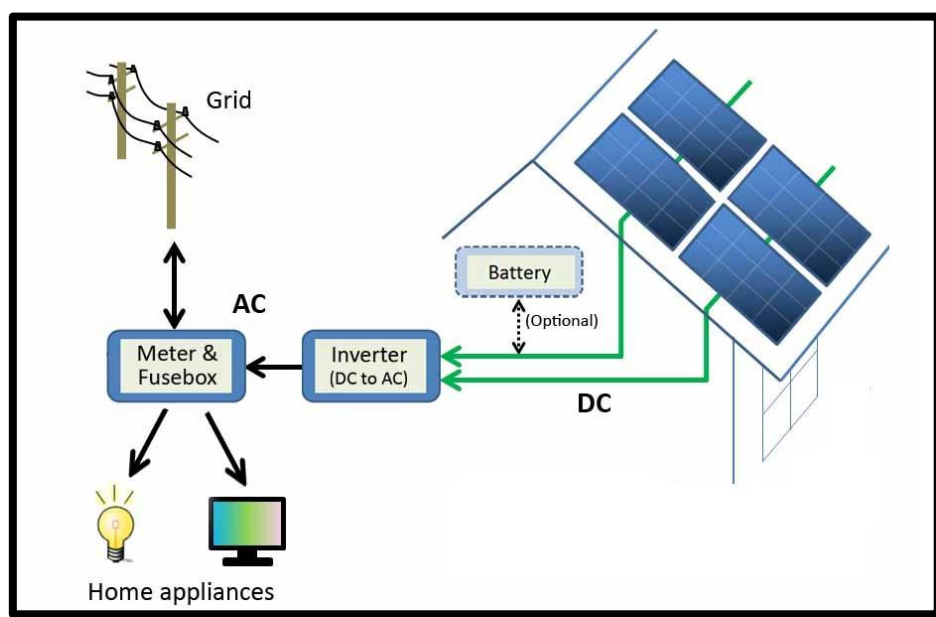 Grid
Battery
(Optional)
AC
Meter &
Fusebox
Inverter
(DC to AC)
DC
Home appliances